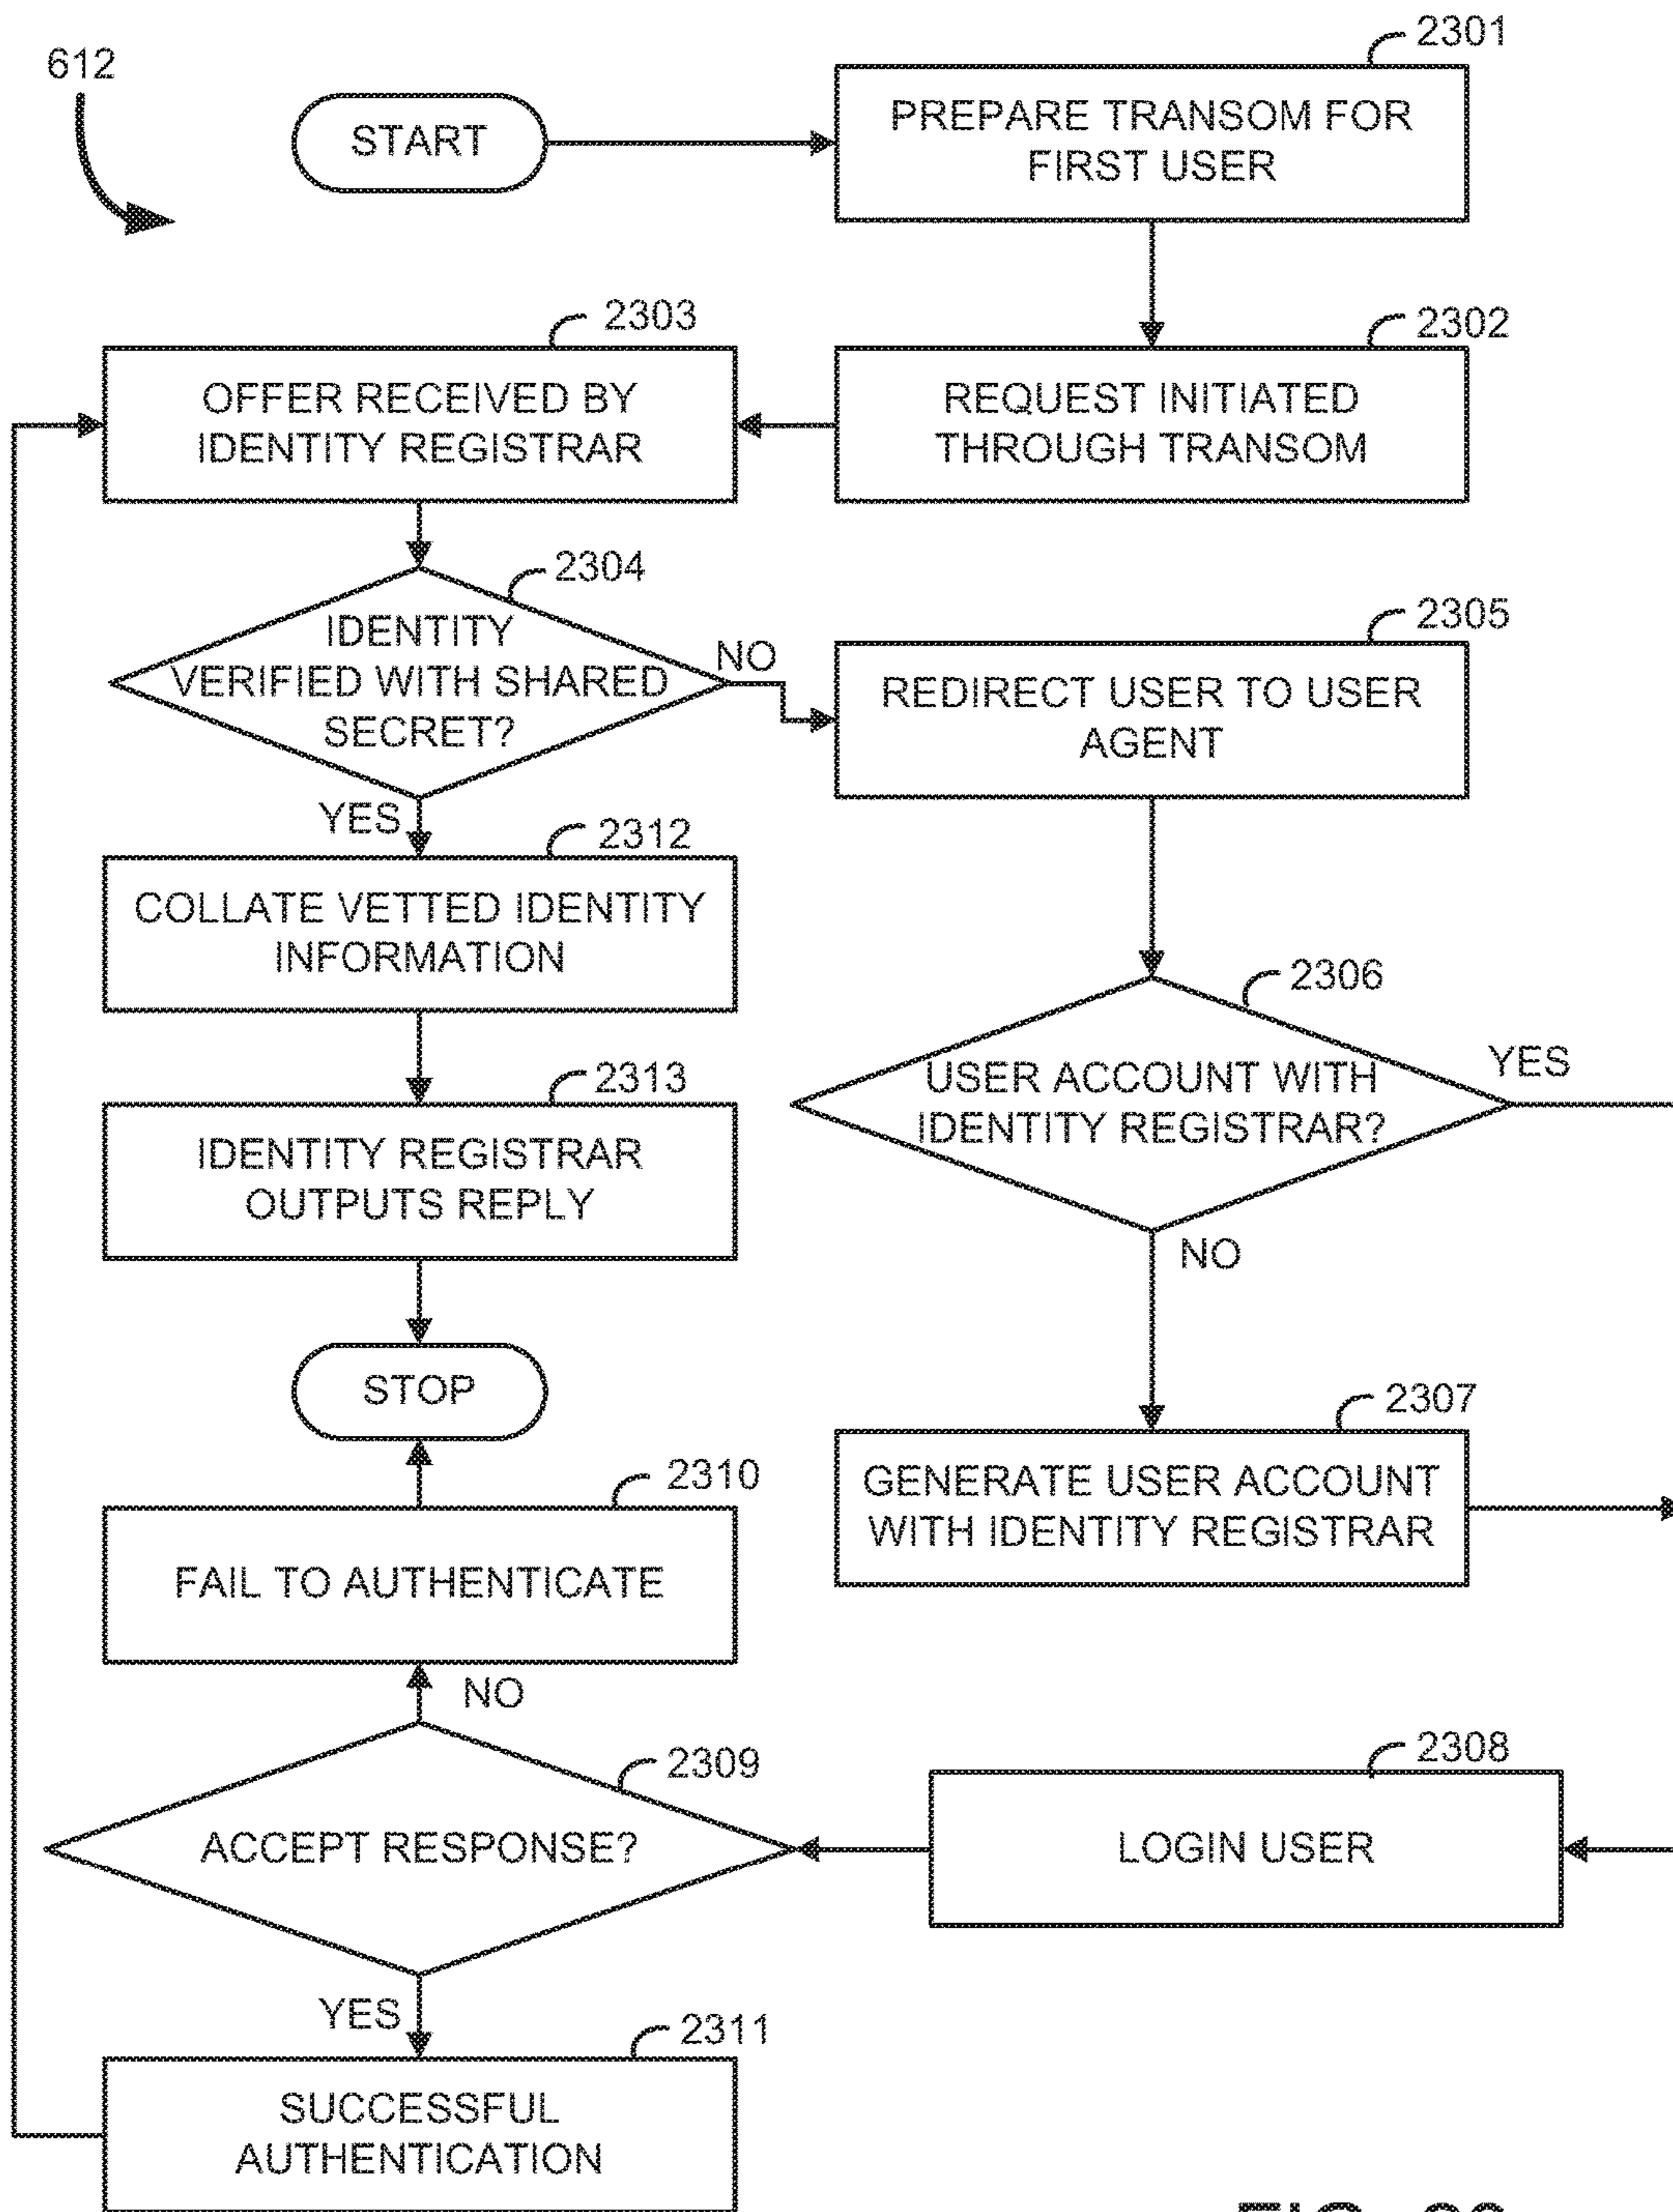 612
START
2301
PREPARE TRANSOM FOR
FIRST USER
2303
OFFER RECEIVED BY
IDENTITY REGISTRAR
2302
REQUEST INITIATED
THROUGH TRANSOM
2304
IDENTITY
VERIFIED WITH SHARED
SECRET?
NO
YES
2305
REDIRECT USER TO USER
AGENT
2312
COLLATE VETTED IDENTITY
INFORMATION
2306
USER ACCOUNT WITH
IDENTITY REGISTRAR?
YES
NO
2313
IDENTITY REGISTRAR
OUTPUTS REPLY
STOP
2307
GENERATE USER ACCOUNT
WITH IDENTITY REGISTRAR
2310
FAIL TO AUTHENTICATE
NO
2309
ACCEPT RESPONSE?
YES
2308
LOGIN USER
2311
SUCCESSFUL
AUTHENTICATION